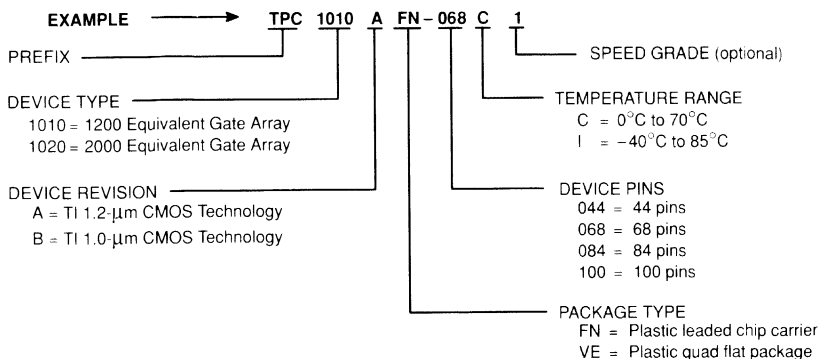 EXAMPLE TPC 1010 A FN – 068 C 1
PREFIX
SPEED GRADE (optional)
DEVICE TYPE
1010 = 1200 Equivalent Gate Array
1020 = 2000 Equivalent Gate Array
TEMPERATURE RANGE
C = 0°C to 70°C
I = –40°C to 85°C
DEVICE REVISION
A = TI 1.2-μm CMOS Technology
B = TI 1.0-μm CMOS Technology
DEVICE PINS
044 = 44 pins
068 = 68 pins
084 = 84 pins
100 = 100 pins
PACKAGE TYPE
FN = Plastic leaded chip carrier
VE = Plastic quad flat package